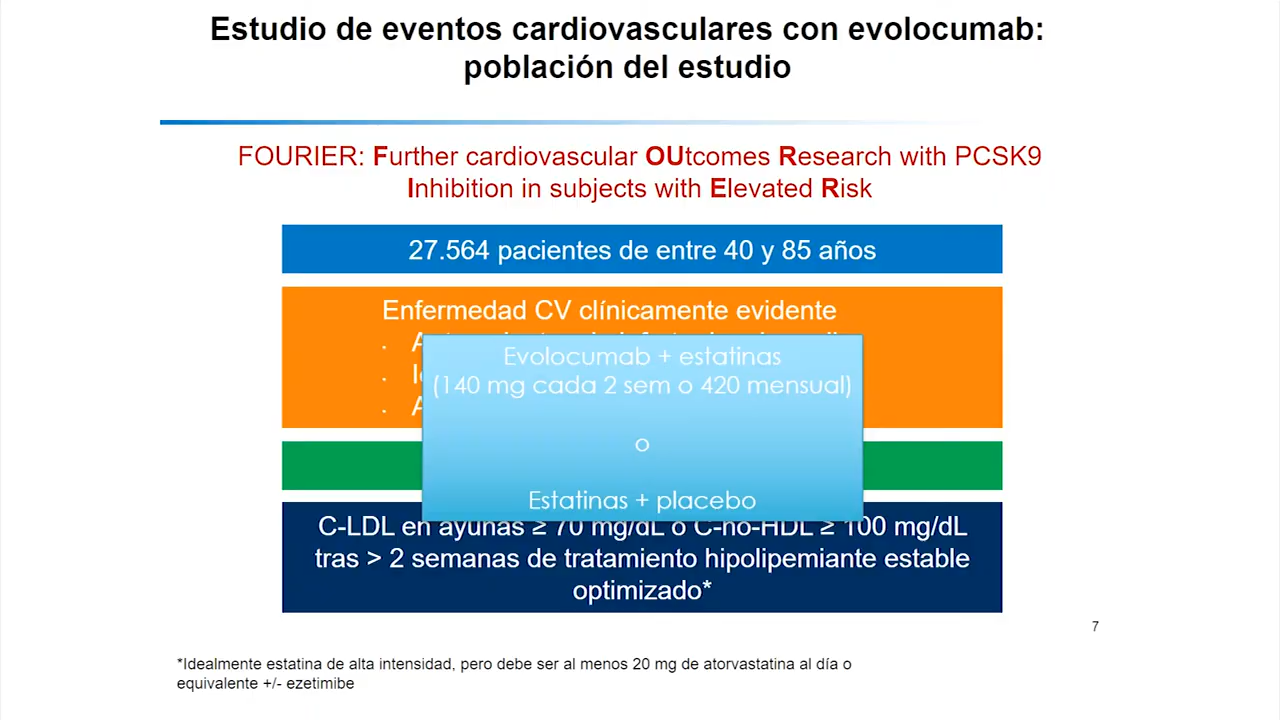 Estudio de eventos cardiovasculares con evolocumab:
población del estudio
FOURIER: Further cardiovascular OUtcomes Research with PCSK9
Inhibition in subjects with Elevated Risk
27.564 pacientes de entre 40 y 85 años
Enfermedad CV clínicamente evidente
Evolocumab + estatinas
(140 mg cada 2 sem o 420 mensual)
o
Estatinas + placebo
C-LDL en ayunas ≥ 70 mg/dL o C-no-HDL ≥ 100 mg/dL
tras > 2 semanas de tratamiento hipolipemiante estable
optimizado*
7
*Idealmente estatina de alta intensidad, pero debe ser al menos 20 mg de atorvastatina al día o
equivalente +/- ezetimibe